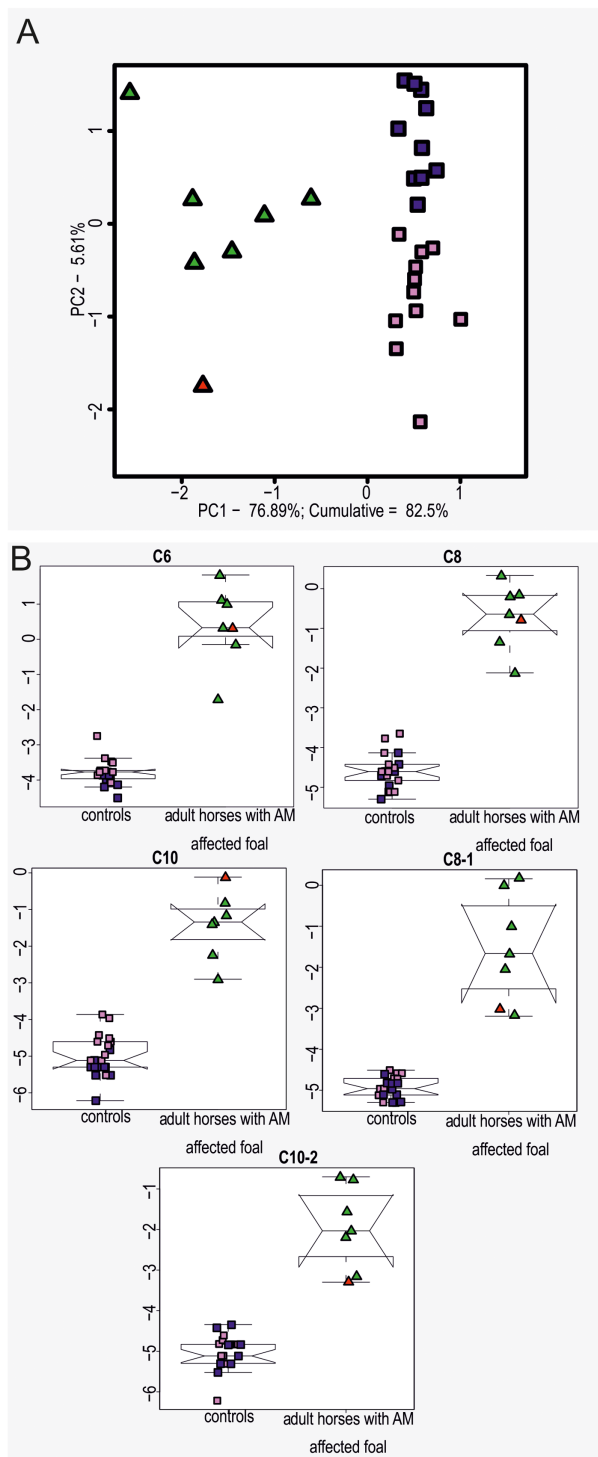 A
1
0
−1
−2
PC2 − 5.61%
−2 −1 0 1
PC1 − 76.89%; Cumulative = 82.5%
B
C6
1
0
−1
−2
−3
−4
controls adult horses with AM
affected foal
C8
0
−1
−2
−3
−4
−5
controls adult horses with AM
affected foal
C10
0
−1
−2
−3
−4
−5
−6
controls adult horses with AM
affected foal
C8-1
0
−1
−2
−3
−4
−5
controls adult horses with AM
affected foal
C10-2
−1
−2
−3
−4
−5
−6
controls adult horses with AM
affected foal